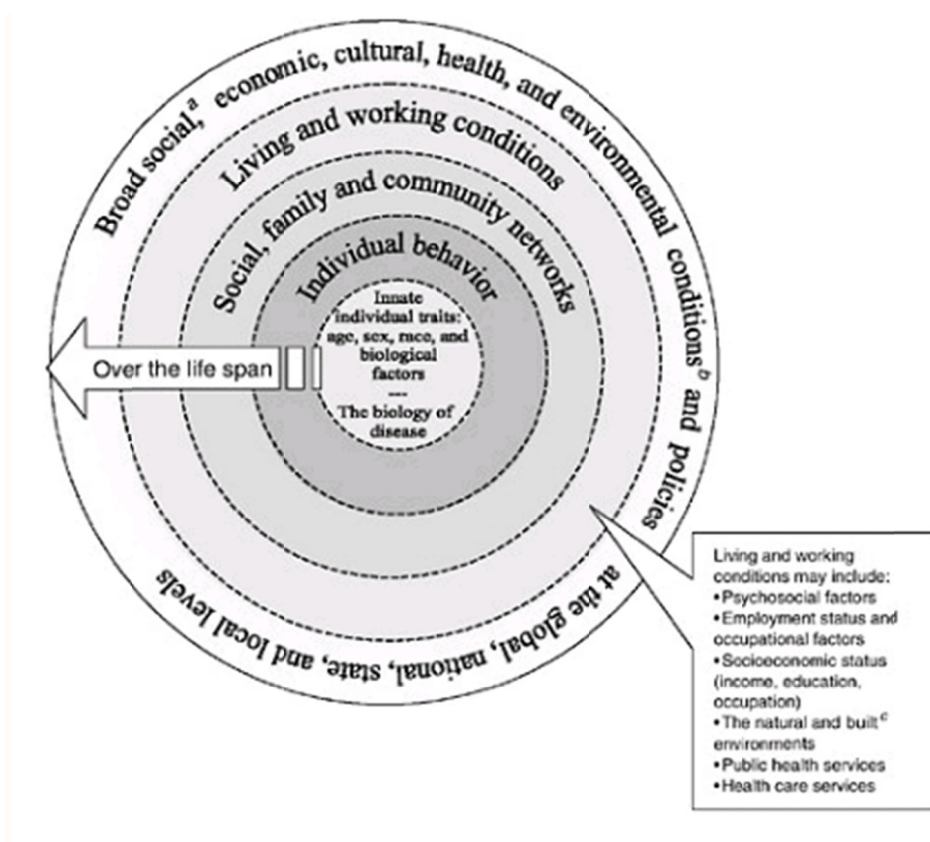 Broad social,ᵃ economic, cultural, health, and environmental conditionsᵇ and policies
at the global, national, state, and local levels
Living and working conditions
Social, family and community networks
Individual behavior
Innate
individual traits:
age, sex, race, and
biological
factors
---
The biology of
disease
Over the life span
Living and working
conditions may include:
•Psychosocial factors
•Employment status and
occupational factors
•Socioeconomic status
(income, education,
occupation)
•The natural and builtᶜ
environments
•Public health services
•Health care services